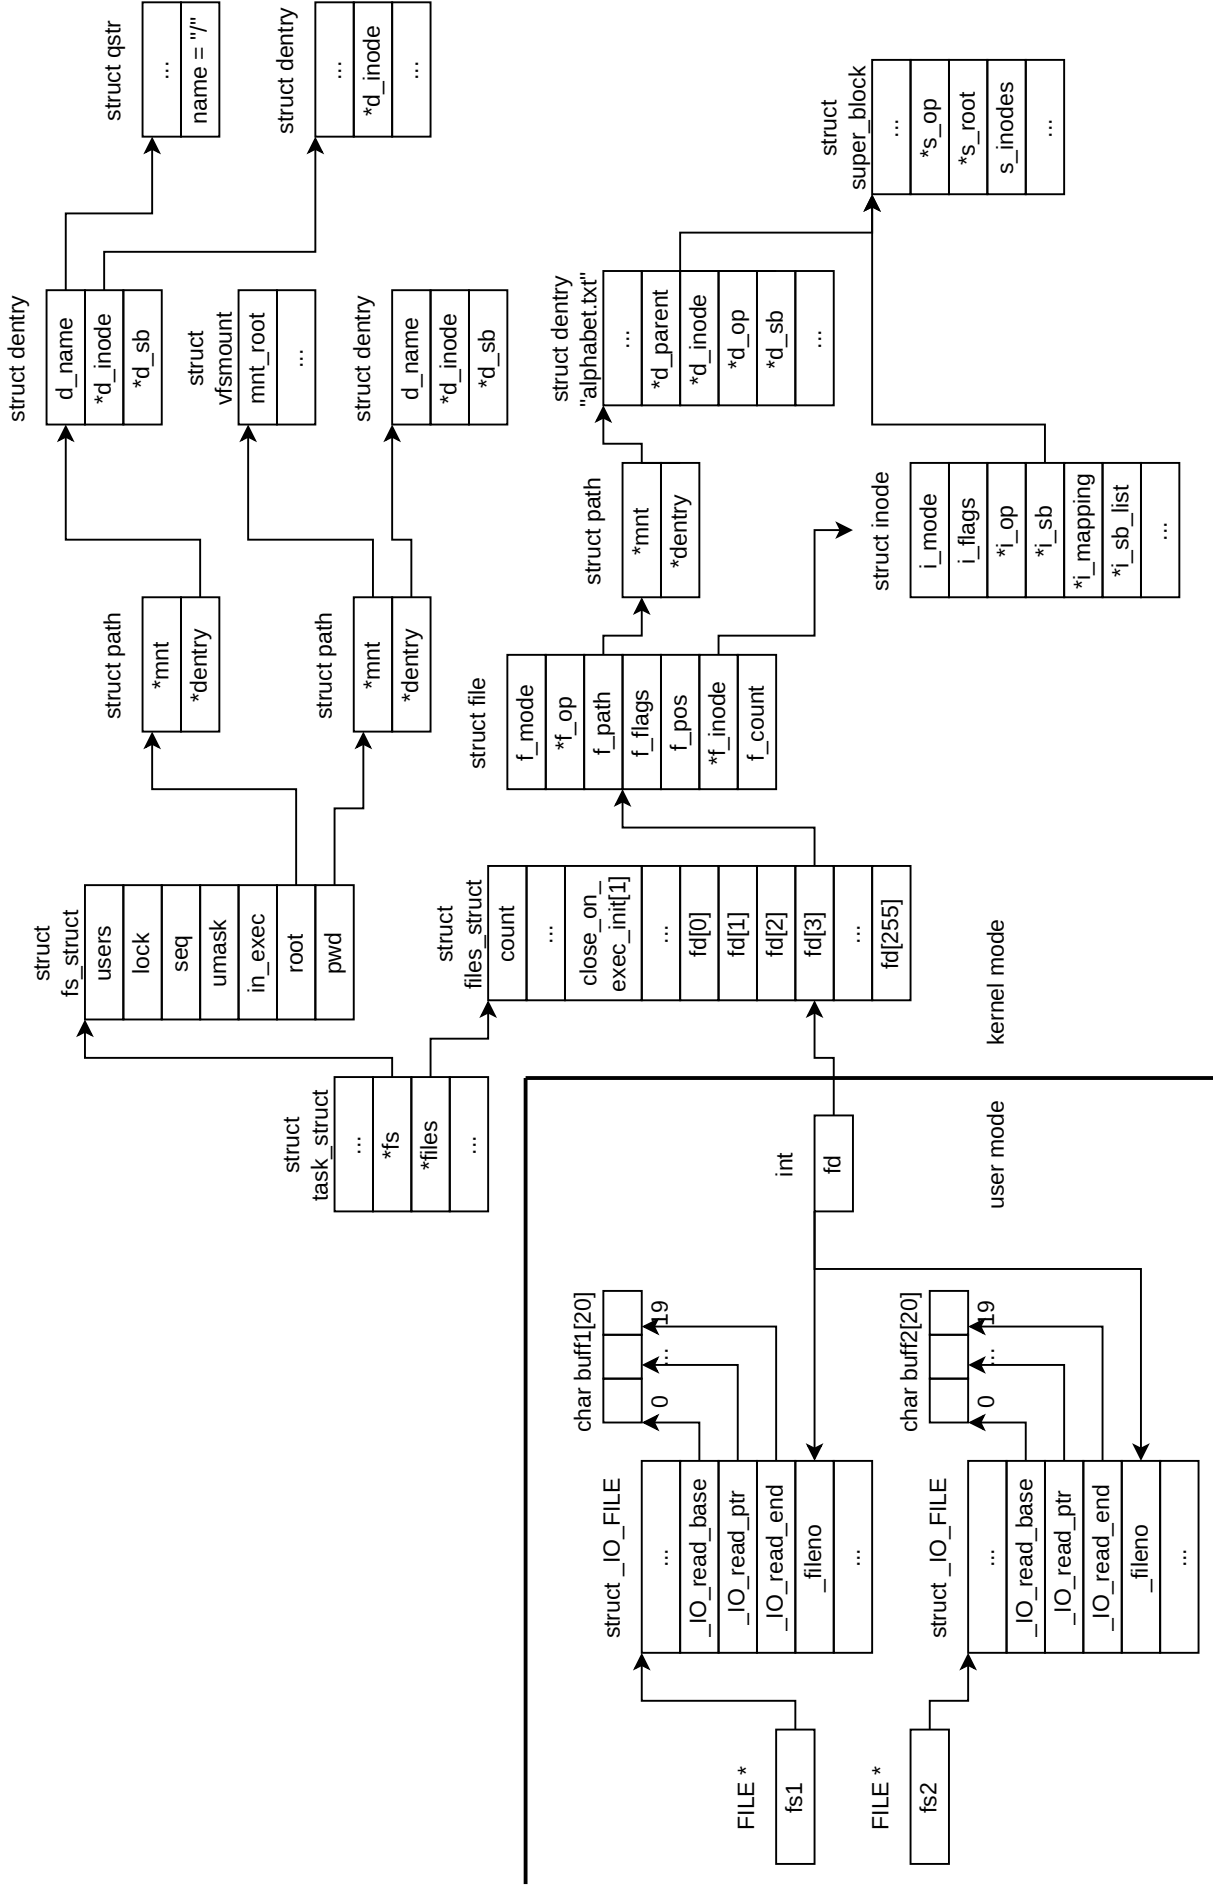 FILE *
fs1
FILE *
fs2
struct _IO_FILE
...
_IO_read_base
_IO_read_ptr
_IO_read_end
_fileno
...
struct _IO_FILE
...
_IO_read_base
_IO_read_ptr
_IO_read_end
_fileno
...
char buff1[20]
0
...
19
char buff2[20]
0
...
19
int
fd
user mode
kernel mode
struct
task_struct
...
*fs
*files
...
struct
fs_struct
users
lock
seq
umask
in_exec
root
pwd
struct
files_struct
count
...
close_on_
exec_init[1]
...
fd[0]
fd[1]
fd[2]
fd[3]
...
fd[255]
struct path
*mnt
*dentry
struct path
*mnt
*dentry
struct file
f_mode
*f_op
f_path
f_flags
f_pos
*f_inode
f_count
struct path
*mnt
*dentry
struct inode
i_mode
i_flags
*i_op
*i_sb
*i_mapping
*i_sb_list
...
struct dentry
d_name
*d_inode
*d_sb
struct
vfsmount
mnt_root
...
struct dentry
d_name
*d_inode
*d_sb
struct dentry
"alphabet.txt"
...
*d_parent
*d_inode
*d_op
*d_sb
...
struct qstr
...
name = "/"
struct dentry
...
*d_inode
...
struct
super_block
...
*s_op
*s_root
s_inodes
...